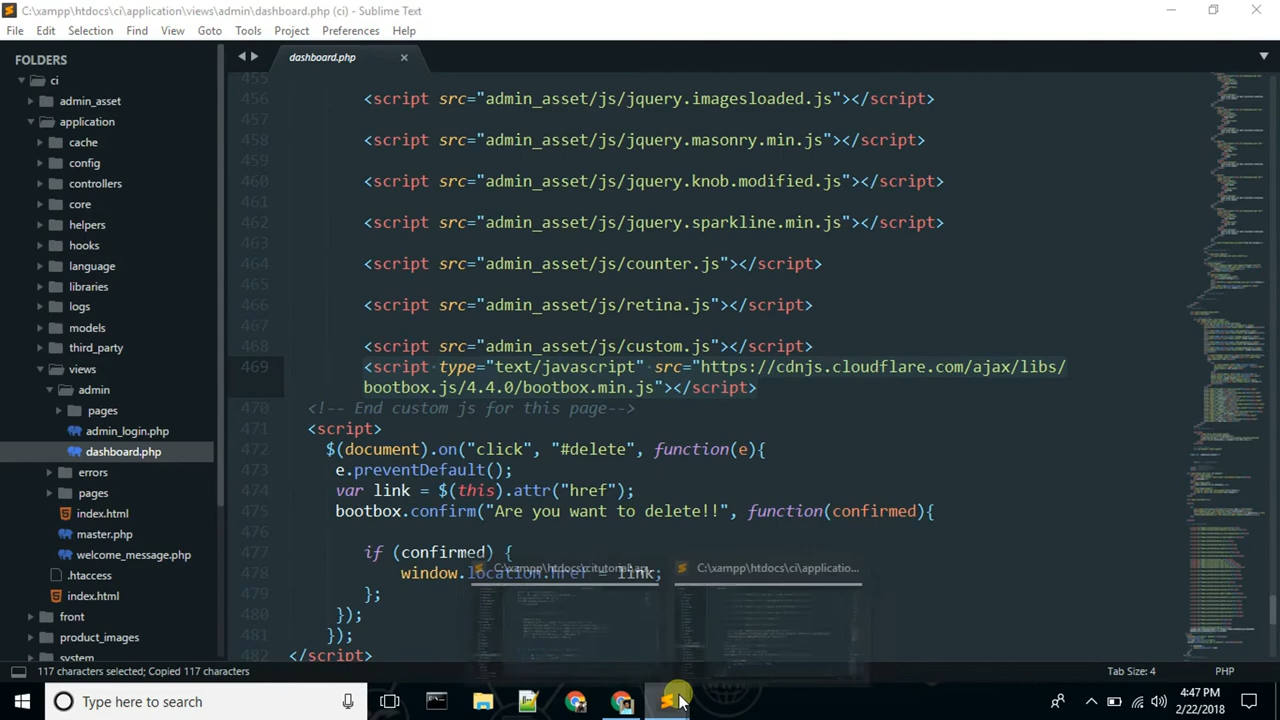 C:\xampp\htdocs\ci\application\views\admin\dashboard.php (ci) - Sublime Text
File Edit Selection Find View Goto Tools Project Preferences Help
FOLDERS
ci
admin_asset
application
cache
config
controllers
core
helpers
hooks
language
libraries
logs
models
third_party
views
admin
pages
admin_login.php
dashboard.php
errors
pages
index.html
master.php
welcome_message.php
.htaccess
index.html
front
product_images
system
dashboard.php
455
456 <script src="admin_asset/js/jquery.imagesloaded.js"></script>
457
458 <script src="admin_asset/js/jquery.masonry.min.js"></script>
459
460 <script src="admin_asset/js/jquery.knob.modified.js"></script>
461
462 <script src="admin_asset/js/jquery.sparkline.min.js"></script>
463
464 <script src="admin_asset/js/counter.js"></script>
465
466 <script src="admin_asset/js/retina.js"></script>
467
468 <script src="admin_asset/js/custom.js"></script>
469 <script type="text/javascript" src="https://cdnjs.cloudflare.com/ajax/libs/
bootbox.js/4.4.0/bootbox.min.js"></script>
470 <!-- End custom js for this page-->
471 <script>
472 $(document).on("click", "#delete", function(e){
473 e.preventDefault();
474 var link = $(this).attr("href");
475 bootbox.confirm("Are you want to delete!!", function(confirmed){
476
477 if (confirmed) {
478 window.location.href = link;
479 };
480 });
481 });
482 </script>
C:\xampp\htdocs\ci\applicatio...
117 characters selected; Copied 117 characters
Tab Size: 4
PHP
Type here to search
4:47 PM
2/22/2018